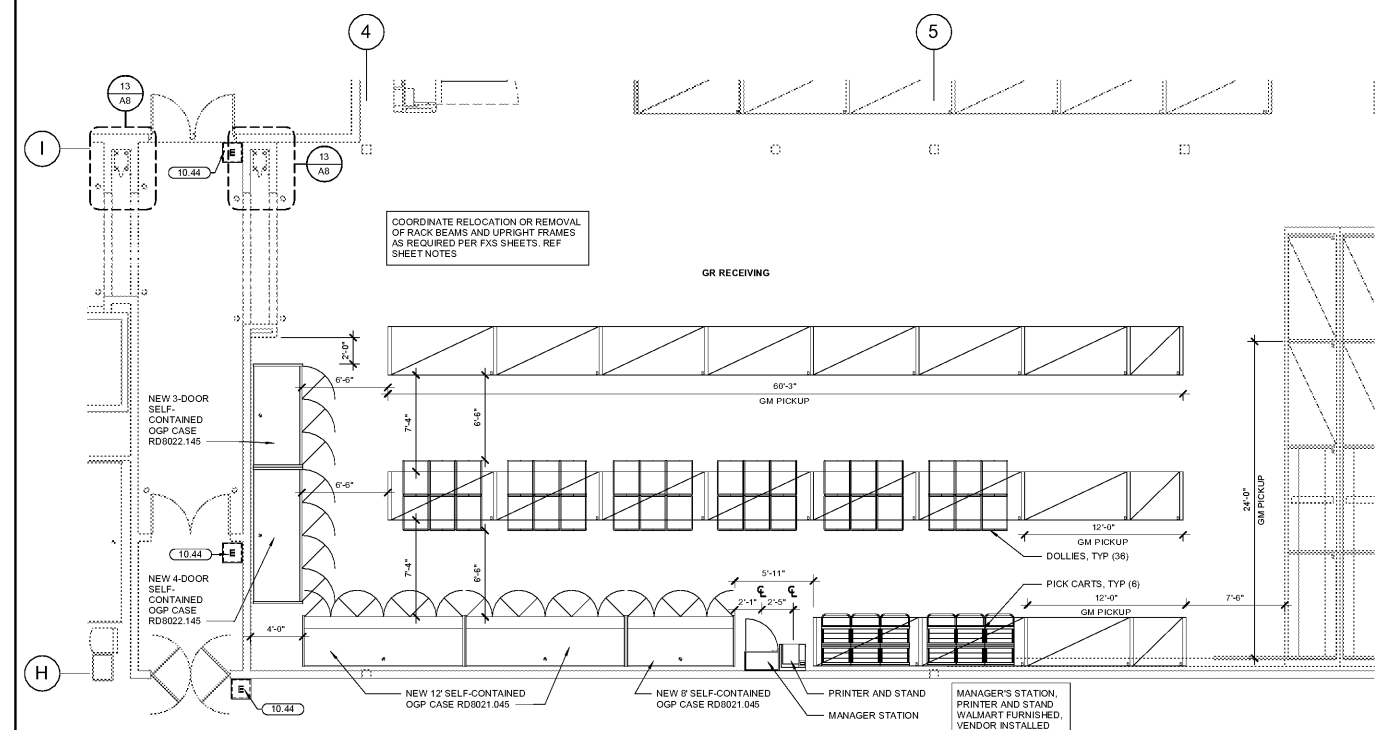 4
5
13
A8
I
E
10.44
13
A8
COORDINATE RELOCATION OR REMOVAL
OF RACK BEAMS AND UPRIGHT FRAMES
AS REQUIRED PER FXS SHEETS. REF
SHEET NOTES
GR RECEIVING
2'-0"
6'-6"
60'-3"
GM PICKUP
NEW 3-DOOR
SELF-
CONTAINED
OGP CASE
RD8022.145
7'-4"
6'-6"
6'-6"
24'-0"
GM PICKUP
12'-0"
GM PICKUP
DOLLIES, TYP (36)
10.44
E
7'-4"
6'-6"
NEW 4-DOOR
SELF-
CONTAINED
OGP CASE
RD8022.145
5'-11"
2'-1"
2'-5"
PICK CARTS, TYP (6)
12'-0"
GM PICKUP
7'-6"
4'-0"
H
E
10.44
NEW 12' SELF-CONTAINED
OGP CASE RD8021.045
NEW 8' SELF-CONTAINED
OGP CASE RD8021.045
PRINTER AND STAND
MANAGER STATION
MANAGER'S STATION,
PRINTER AND STAND
WALMART FURNISHED,
VENDOR INSTALLED